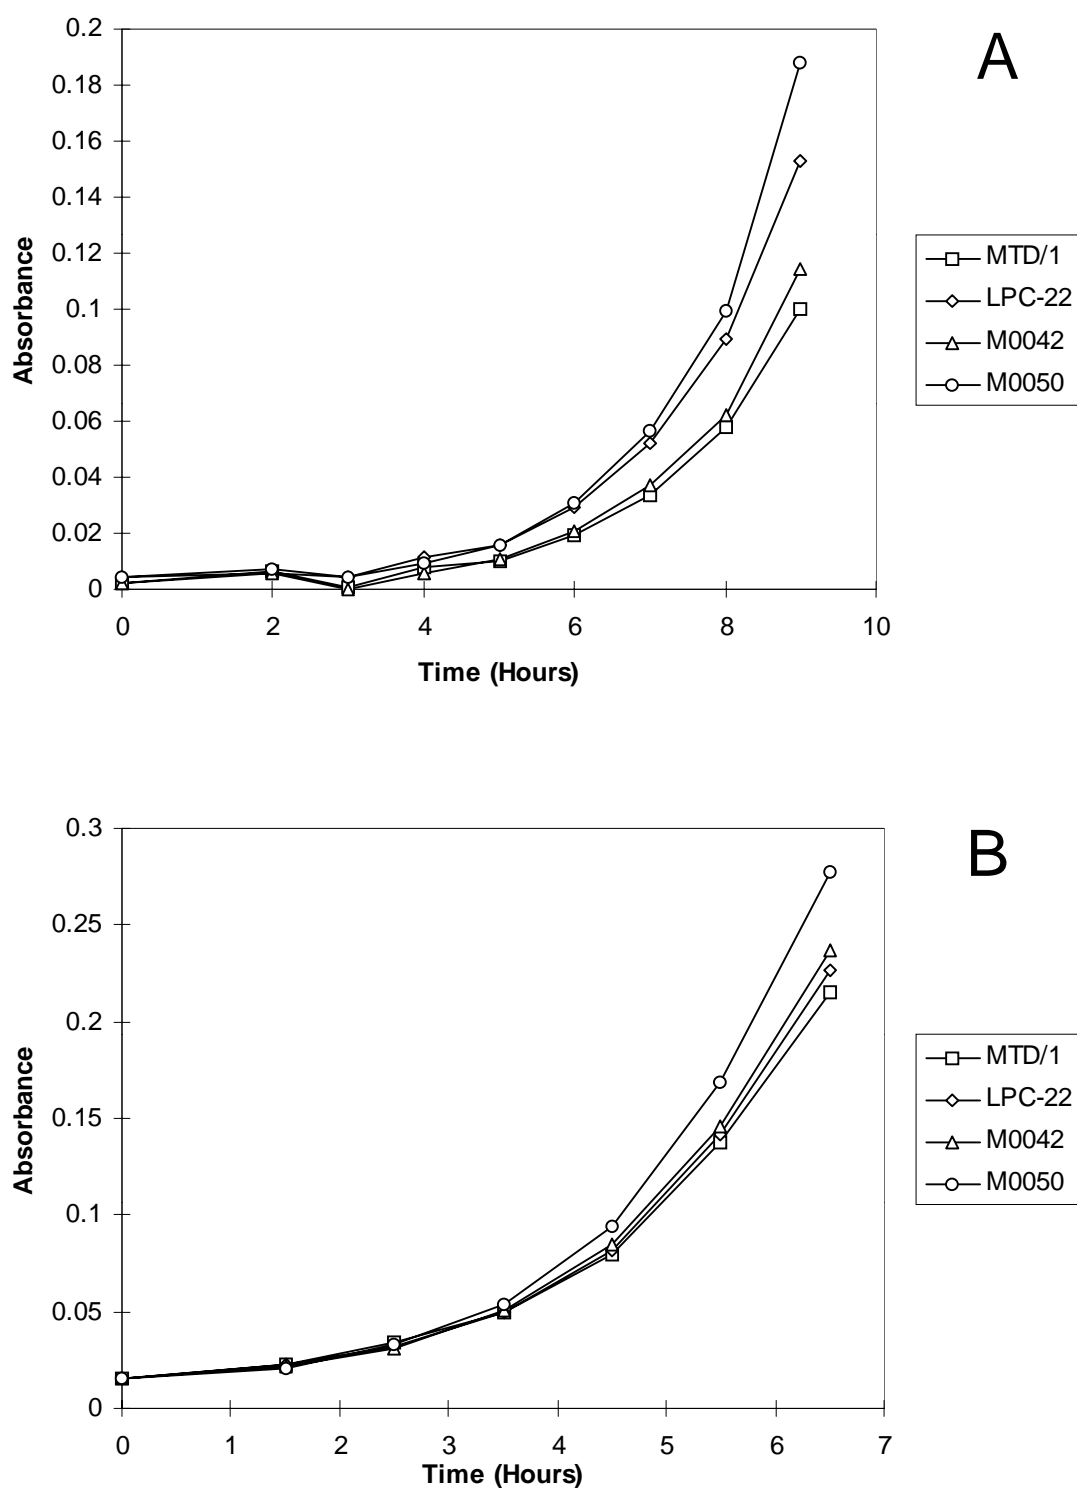 A
0.2
0.18
0.16
0.14
0.12
0.1
0.08
0.06
0.04
0.02
0
Absorbance
0 2 4 6 8 10
Time (Hours)
MTD/1
LPC-22
M0042
M0050
B
0.3
0.25
0.2
0.15
0.1
0.05
0
Absorbance
0 1 2 3 4 5 6 7
Time (Hours)
MTD/1
LPC-22
M0042
M0050